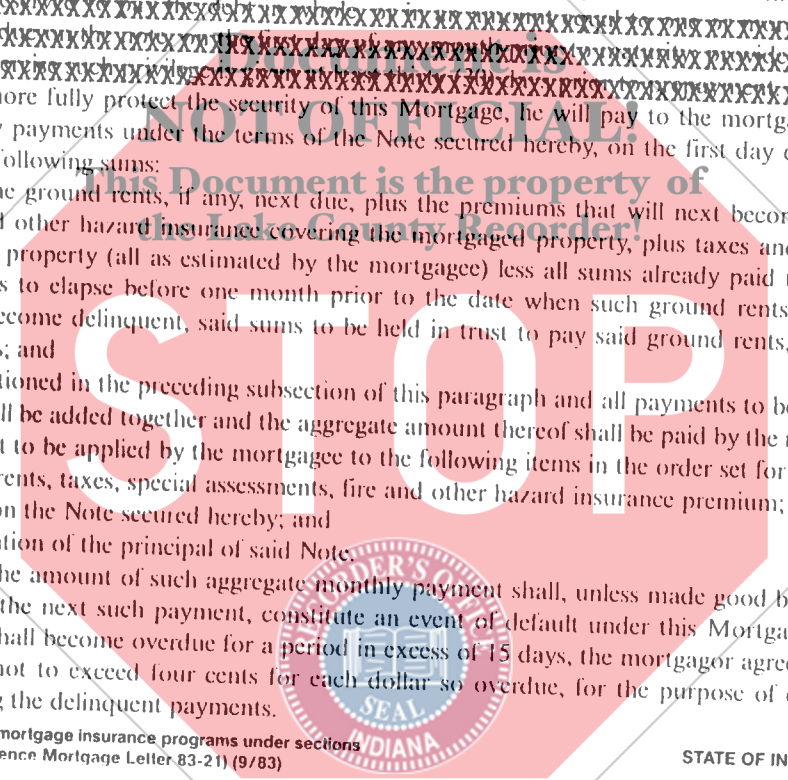 Document is
NOT OFFICIAL!
This Document is the property of
the Lake County Recorder!
STOP
ore fully protect the security of this Mortgage, he will pay to the mortg
payments under the terms of the Note secured hereby, on the first day
ollowing sums:
e ground rents, if any, next due, plus the premiums that will next becom
other hazard insurance covering the mortgaged property, plus taxes an
property (all as estimated by the mortgagee) less all sums already paid
s to elapse before one month prior to the date when such ground rents
ecome delinquent, said sums to be held in trust to pay said ground rents,
s; and
tioned in the preceding subsection of this paragraph and all payments to b
ll be added together and the aggregate amount thereof shall be paid by the
t to be applied by the mortgagee to the following items in the order set for
rents, taxes, special assessments, fire and other hazard insurance premium;
on the Note secured hereby; and
tion of the principal of said Note.
he amount of such aggregate monthly payment shall, unless made good b
the next such payment, constitute an event of default under this Mortga
hall become overdue for a period in excess of 15 days, the mortgagor agre
not to exceed four cents for each dollar so overdue, for the purpose of
g the delinquent payments.
RECORDER'S OFFICE
SEAL
INDIANA
mortgage insurance programs under sections
ence Mortgage Letter 83-21) (9/83)
STATE OF IN